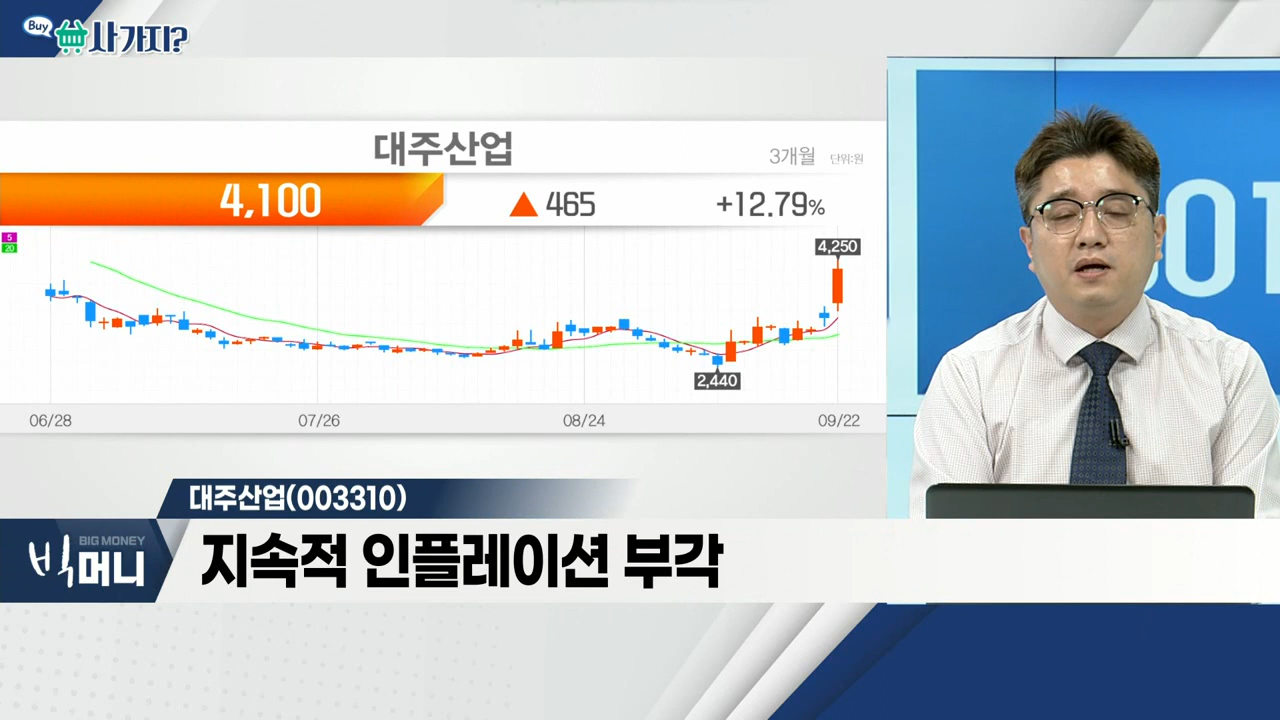 Buy 사 가지?
대주산업
3개월 단위:원
4,100 ▲ 465 +12.79%
5
20
4,250
2,440
06/28 07/26 08/24 09/22
대주산업(003310)
BIG MONEY
빅머니
지속적 인플레이션 부각